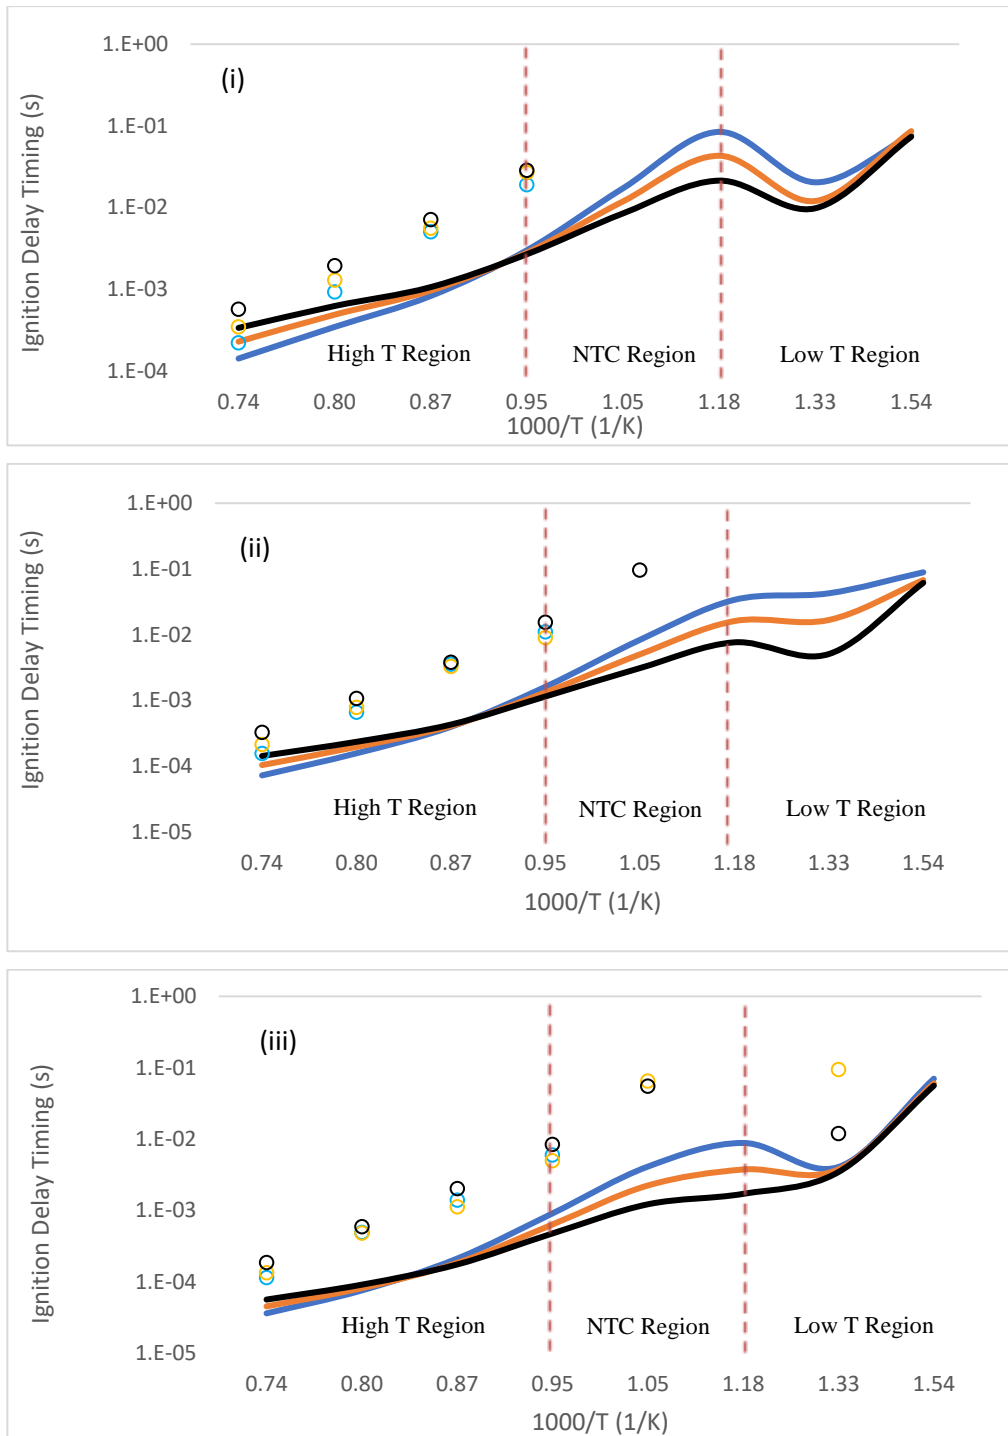 1.E+00
(i)
1.E-01
1.E-02
1.E-03
1.E-04
Ignition Delay Timing (s)
High T Region
NTC Region
Low T Region
0.74 0.80 0.87 0.95 1.05 1.18 1.33 1.54
1000/T (1/K)
1.E+00
(ii)
1.E-01
1.E-02
1.E-03
1.E-04
1.E-05
Ignition Delay Timing (s)
High T Region
NTC Region
Low T Region
0.74 0.80 0.87 0.95 1.05 1.18 1.33 1.54
1000/T (1/K)
1.E+00
(iii)
1.E-01
1.E-02
1.E-03
1.E-04
1.E-05
Ignition Delay Timing (s)
High T Region
NTC Region
Low T Region
0.74 0.80 0.87 0.95 1.05 1.18 1.33 1.54
1000/T (1/K)